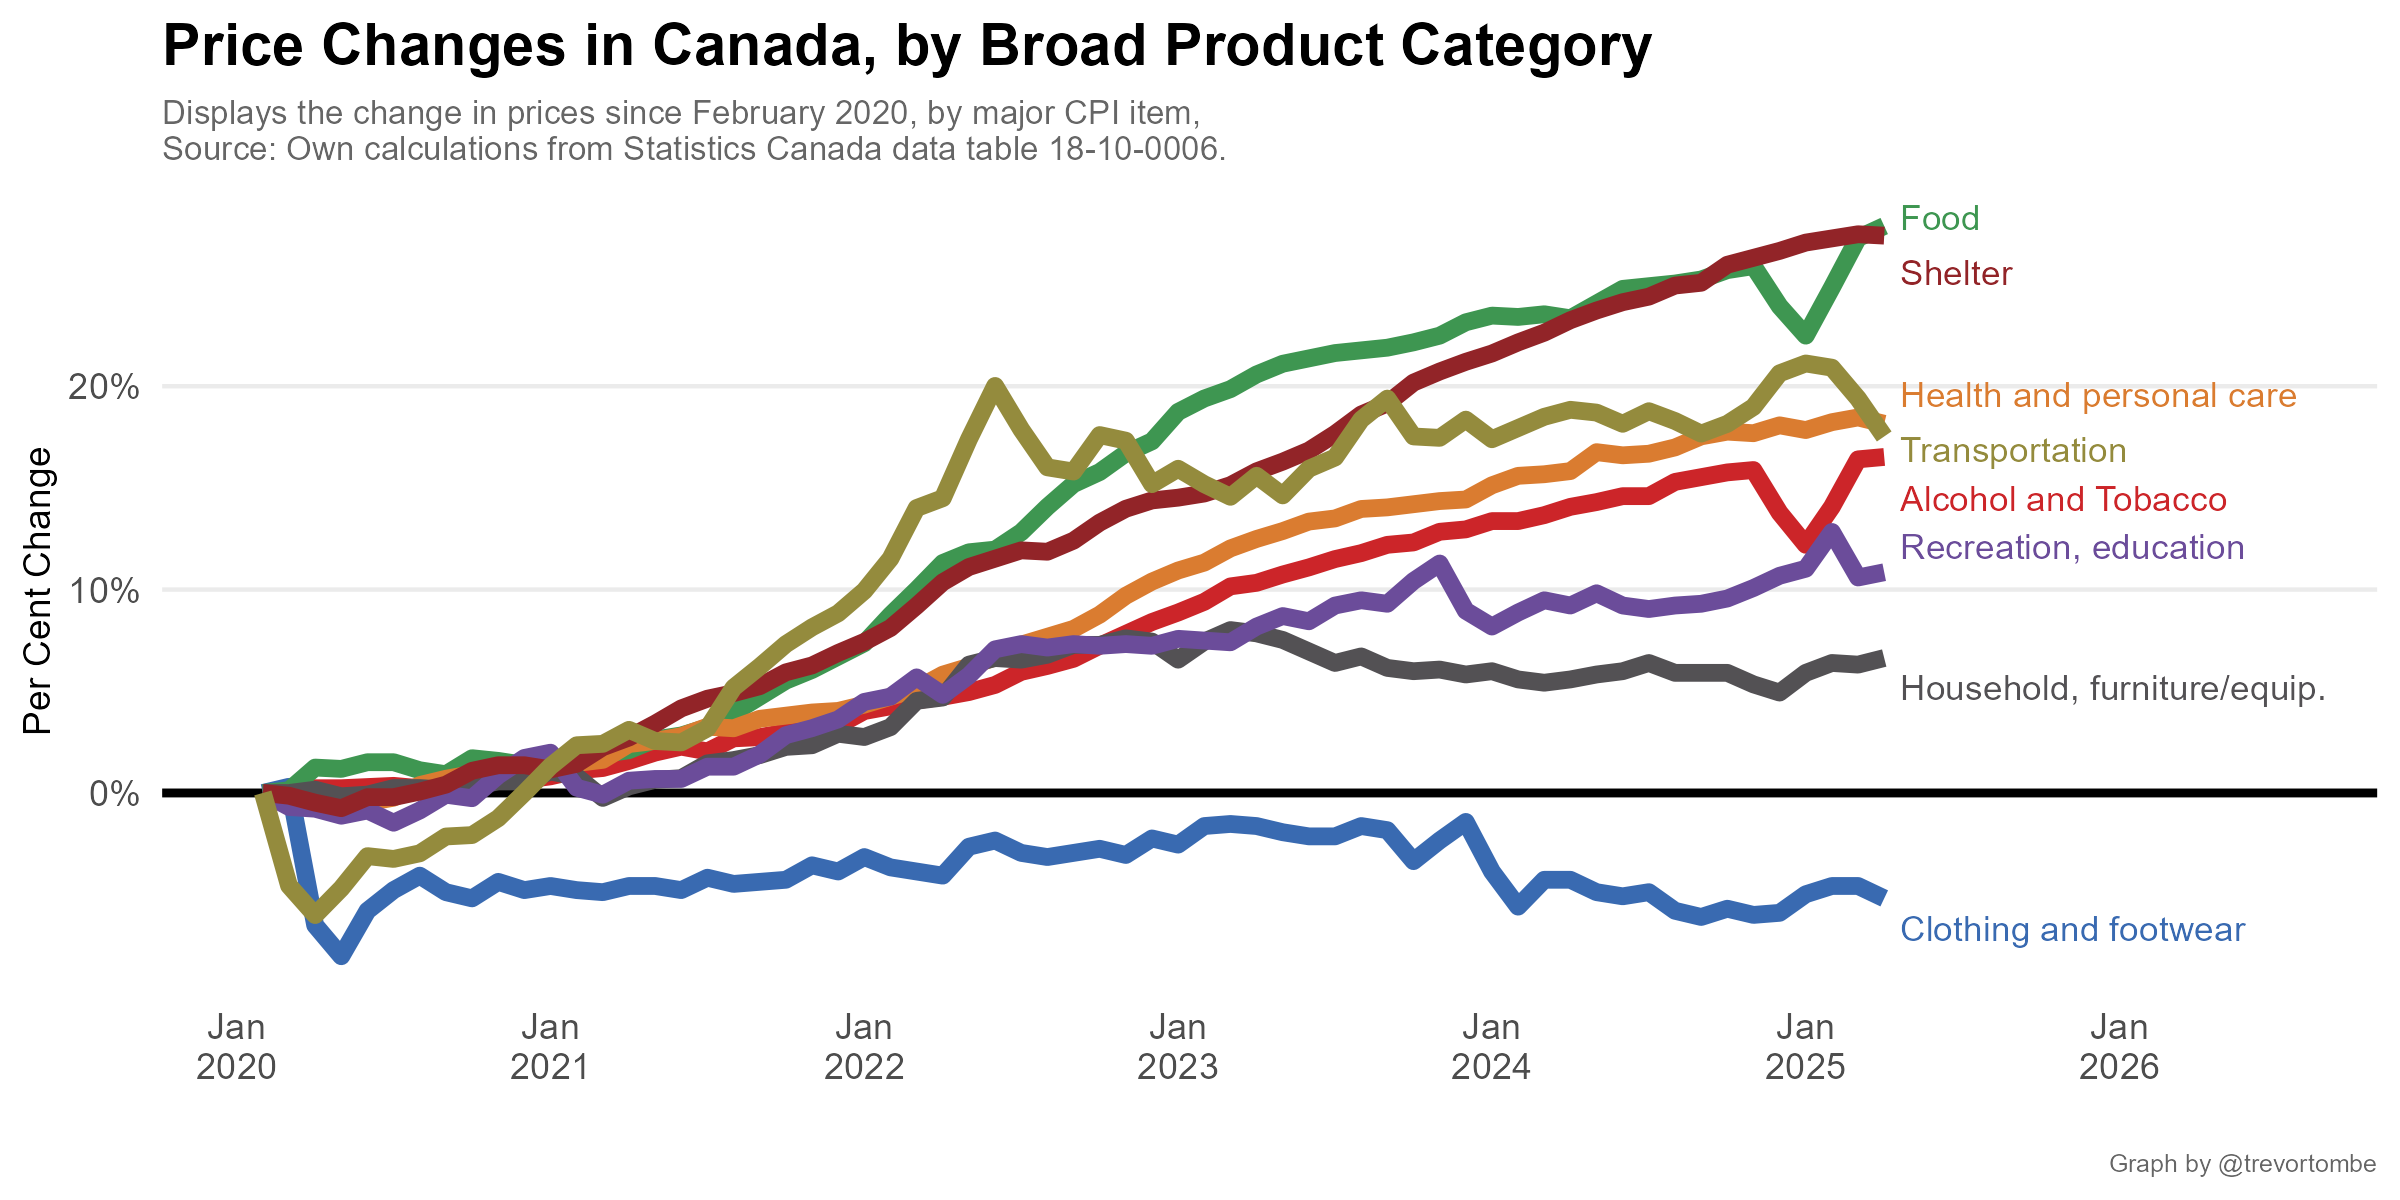 Price Changes in Canada, by Broad Product Category
Displays the change in prices since February 2020, by major CPI item,
Source: Own calculations from Statistics Canada data table 18-10-0006.
Per Cent Change
20%
10%
0%
Food
Shelter
Health and personal care
Transportation
Alcohol and Tobacco
Recreation, education
Household, furniture/equip.
Clothing and footwear
Jan
2020
Jan
2021
Jan
2022
Jan
2023
Jan
2024
Jan
2025
Jan
2026
Graph by @trevortombe